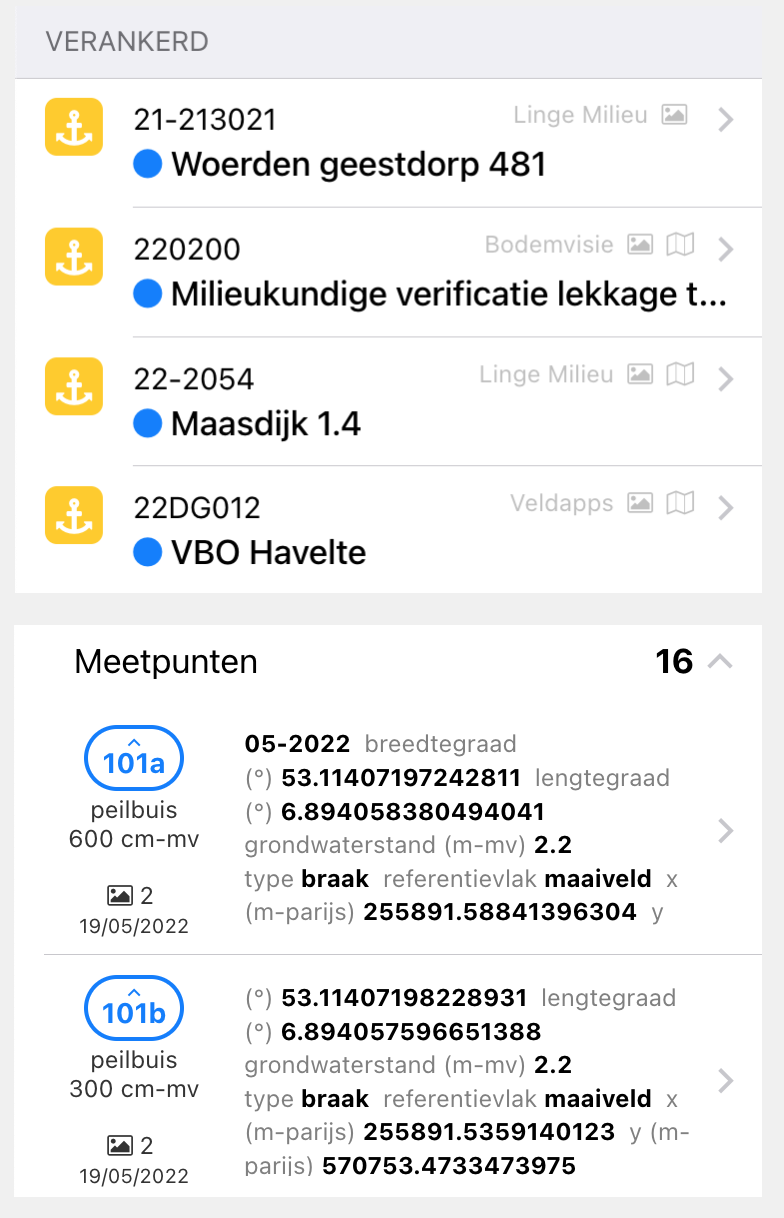 VERANKERD
21-213021 Linge Milieu
Woerden geestdorp 481
220200 Bodemvisie
Milieukundige verificatie lekkage t...
22-2054 Linge Milieu
Maasdijk 1.4
22DG012 Veldapps
VBO Havelte
Meetpunten 16
101a
peilbuis
600 cm-mv
2
19/05/2022
05-2022 breedtegraad
(°) 53.11407197242811 lengtegraad
(°) 6.894058380494041
grondwaterstand (m-mv) 2.2
type braak referentievlak maaiveld x
(m-parijs) 255891.58841396304 y
101b
peilbuis
300 cm-mv
2
19/05/2022
(°) 53.11407198228931 lengtegraad
(°) 6.894057596651388
grondwaterstand (m-mv) 2.2
type braak referentievlak maaiveld x
(m-parijs) 255891.5359140123 y (m-
parijs) 570753.4733473975